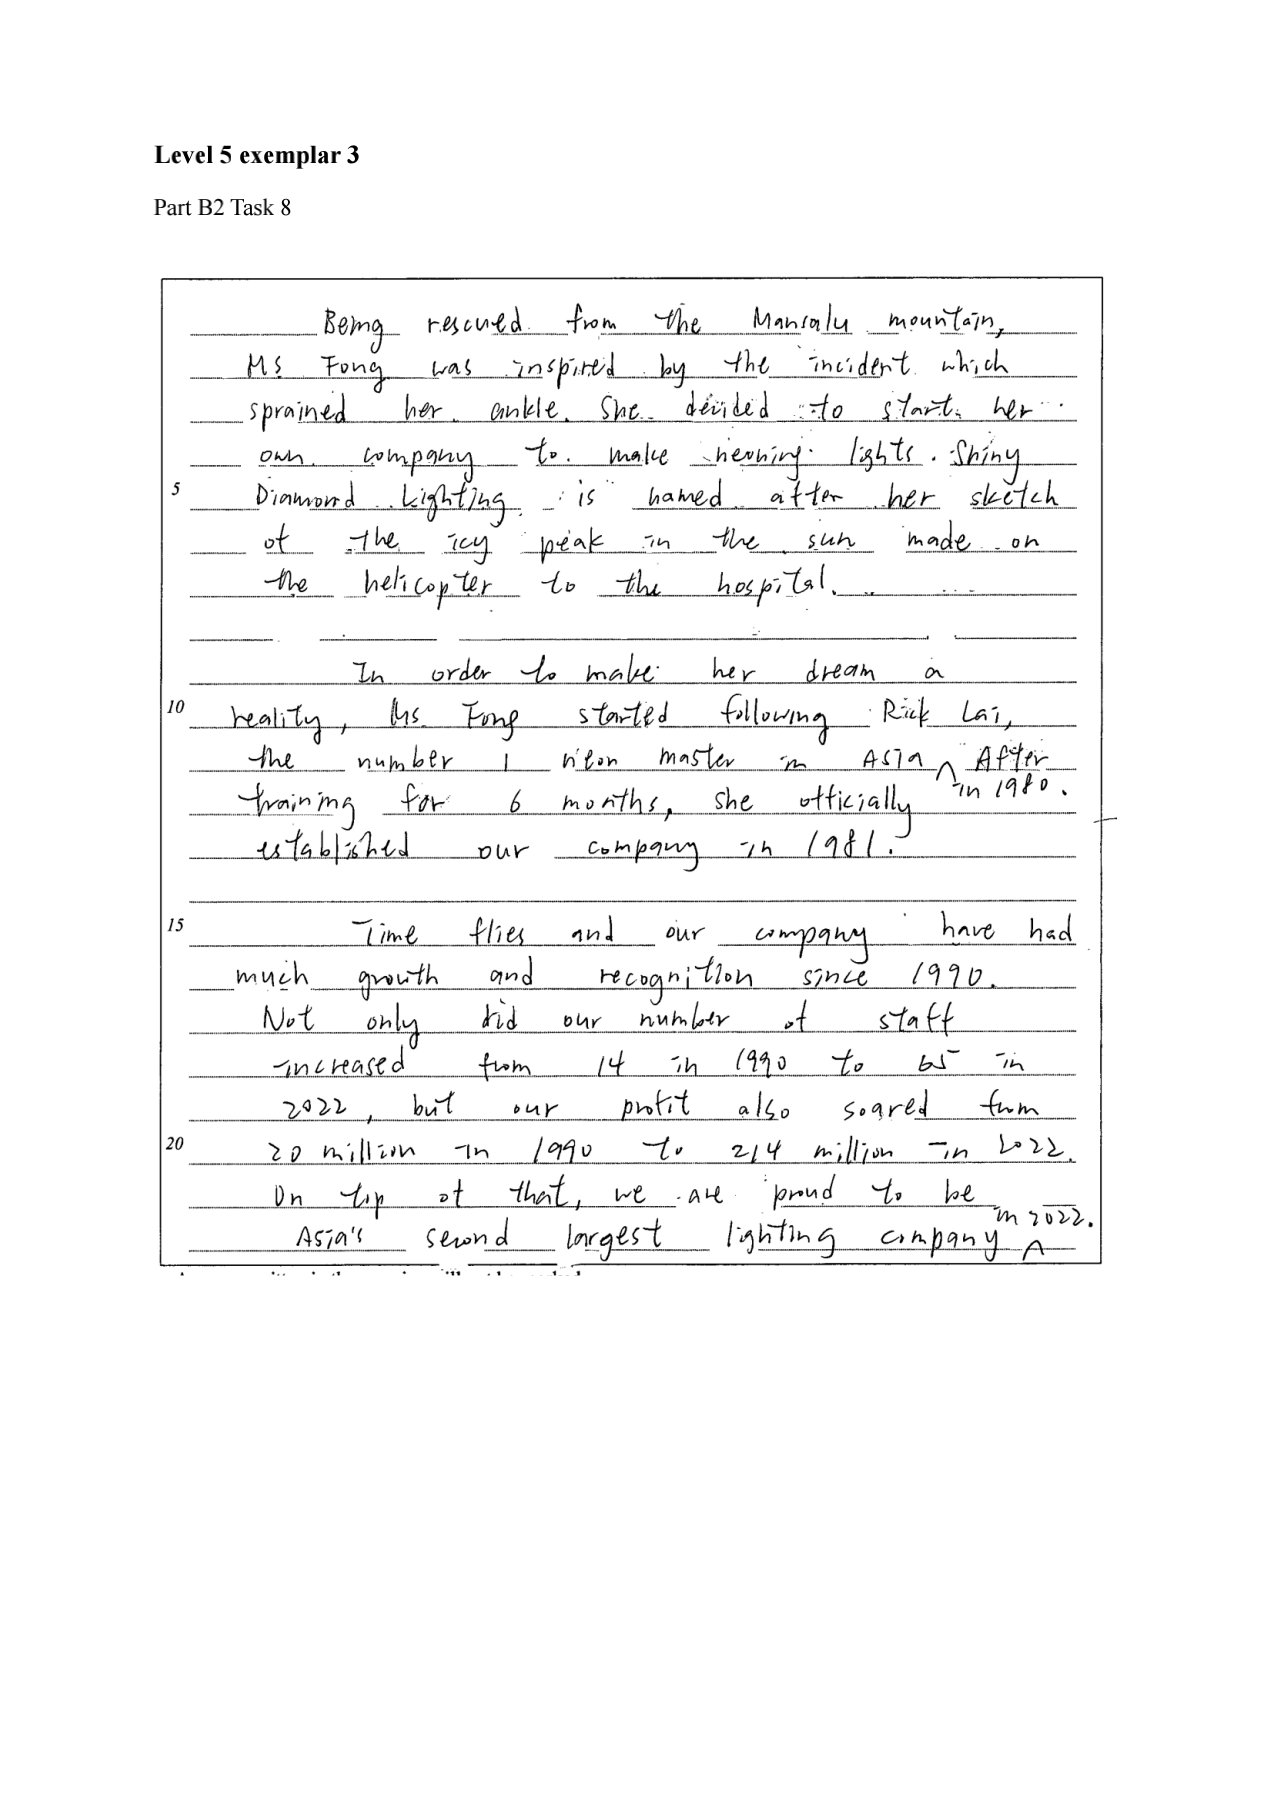 Level 5 exemplar 3
Part B2 Task 8
Being rescued from the Mansalu mountain,
Ms Fong was inspired by the incident which
sprained her ankle. She decided to start her
own company to make neoning lights. Shiny
5 Diamond Lighting is named after her sketch
of the icy peak in the sun made on
the helicopter to the hospital.
In order to make her dream a
10 reality, Ms Fong started following Rick Lai,
the number 1 neon master in Asia ^ After
in 1980.
training for 6 months, she officially
established our company in 1981.
15 Time flies and our company have had
much growth and recognition since 1990.
Not only did our number of staff
increased from 14 in 1990 to 65 in
2022, but our profit also soared from
20 20 million in 1990 to 214 million in 2022.
On top of that, we are proud to be
in 2022.
Asia's second largest lighting company ^